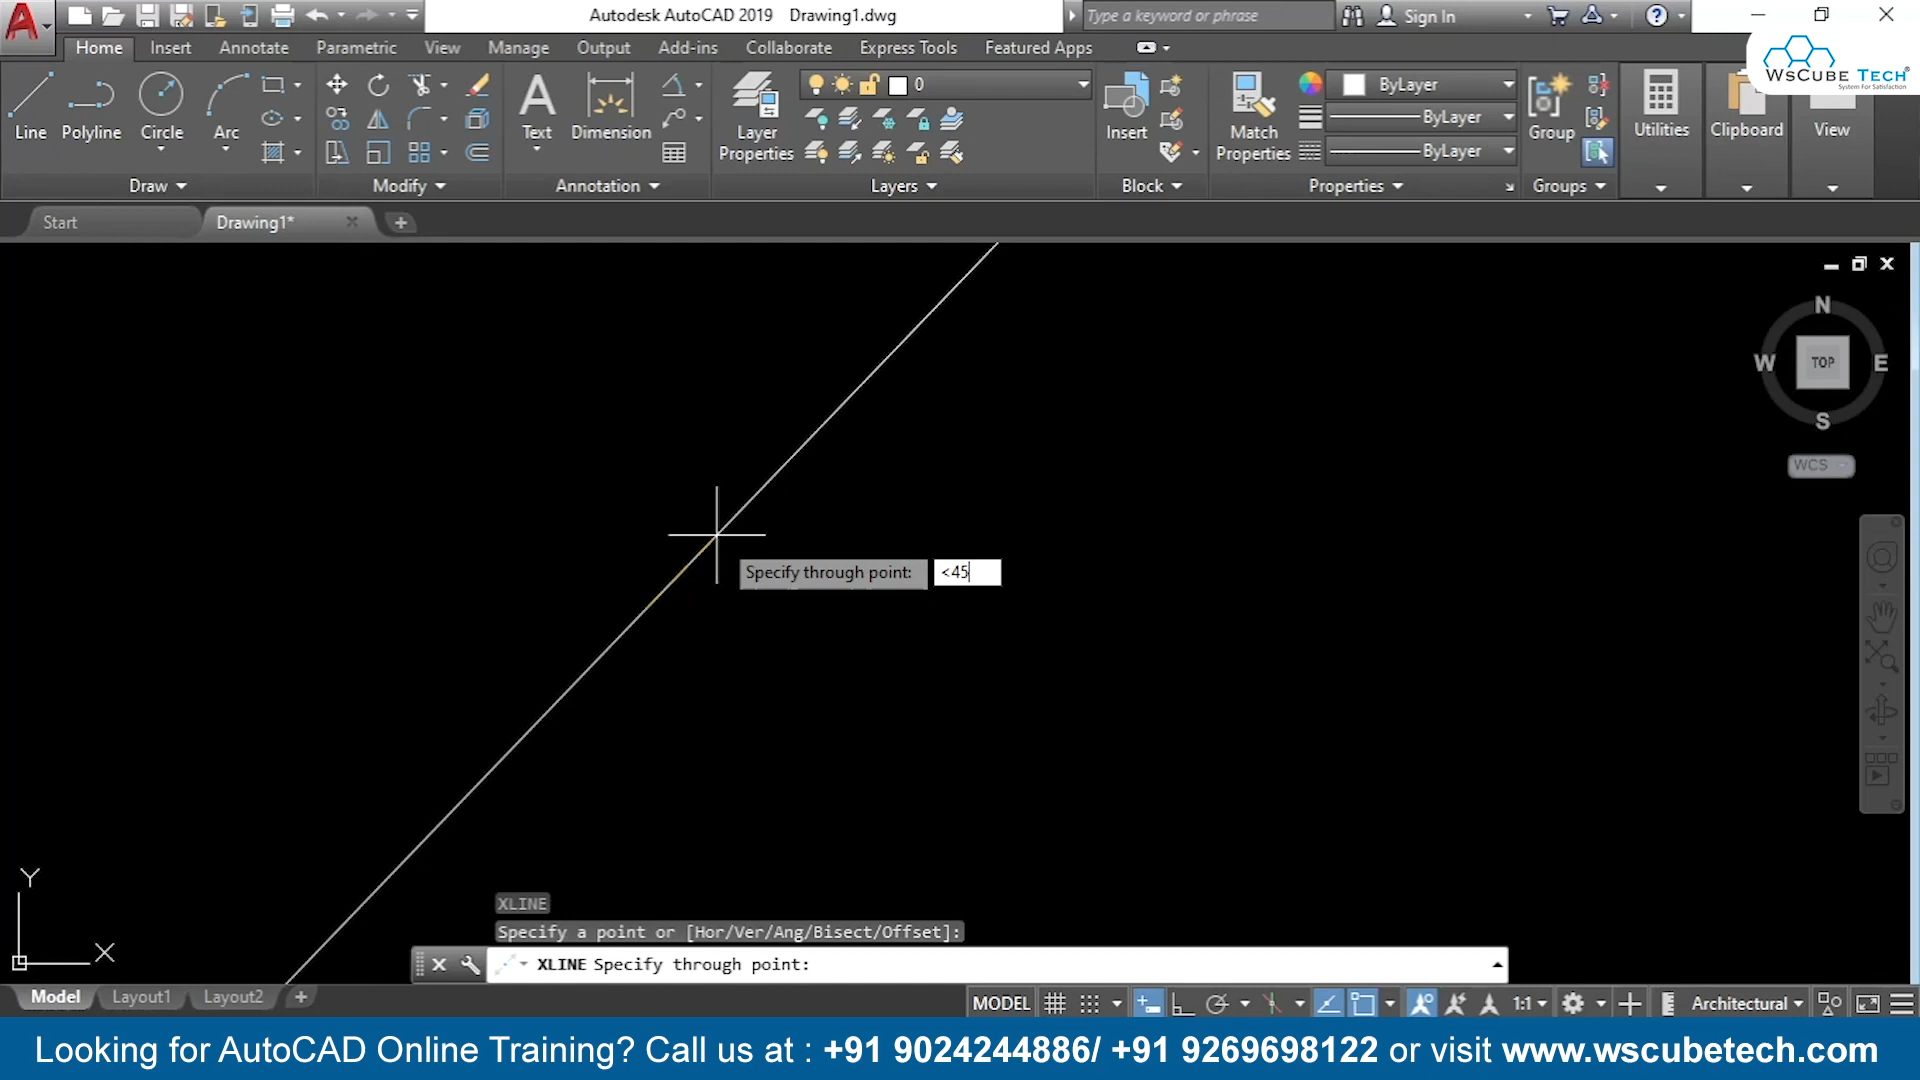 Autodesk AutoCAD 2019 Drawing1.dwg
Type a keyword or phrase
Sign In
Home Insert Annotate Parametric View Manage Output Add-ins Collaborate Express Tools Featured Apps
WsCube Tech®
System For Satisfaction
Line Polyline Circle Arc
Text Dimension
Layer Properties
0
Insert
Match Properties
ByLayer
ByLayer
ByLayer
Group
Utilities
Clipboard
View
Draw Modify Annotation Layers Block Properties Groups
Start Drawing1*
N
W TOP E
S
WCS
Specify through point: <45
Y
X
XLINE
Specify a point or [Hor/Ver/Ang/Bisect/Offset]:
XLINE Specify through point:
Model Layout1 Layout2
MODEL 1:1 Architectural
Looking for AutoCAD Online Training? Call us at : +91 9024244886/ +91 9269698122 or visit www.wscubetech.com